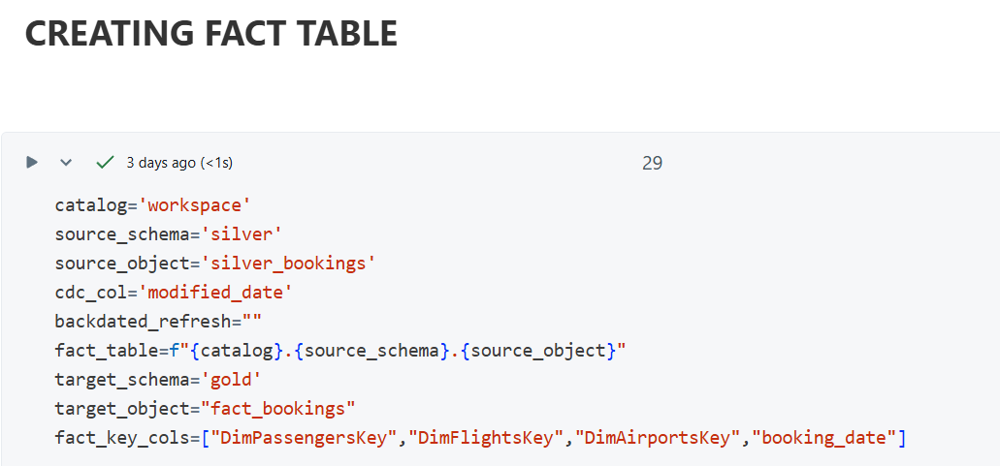 CREATING FACT TABLE
3 days ago (<1s)
29
catalog='workspace'
source_schema='silver'
source_object='silver_bookings'
cdc_col='modified_date'
backdated_refresh=""
fact_table=f"{catalog}.{source_schema}.{source_object}"
target_schema='gold'
target_object="fact_bookings"
fact_key_cols=["DimPassengersKey","DimFlightsKey","DimAirportsKey","booking_date"]